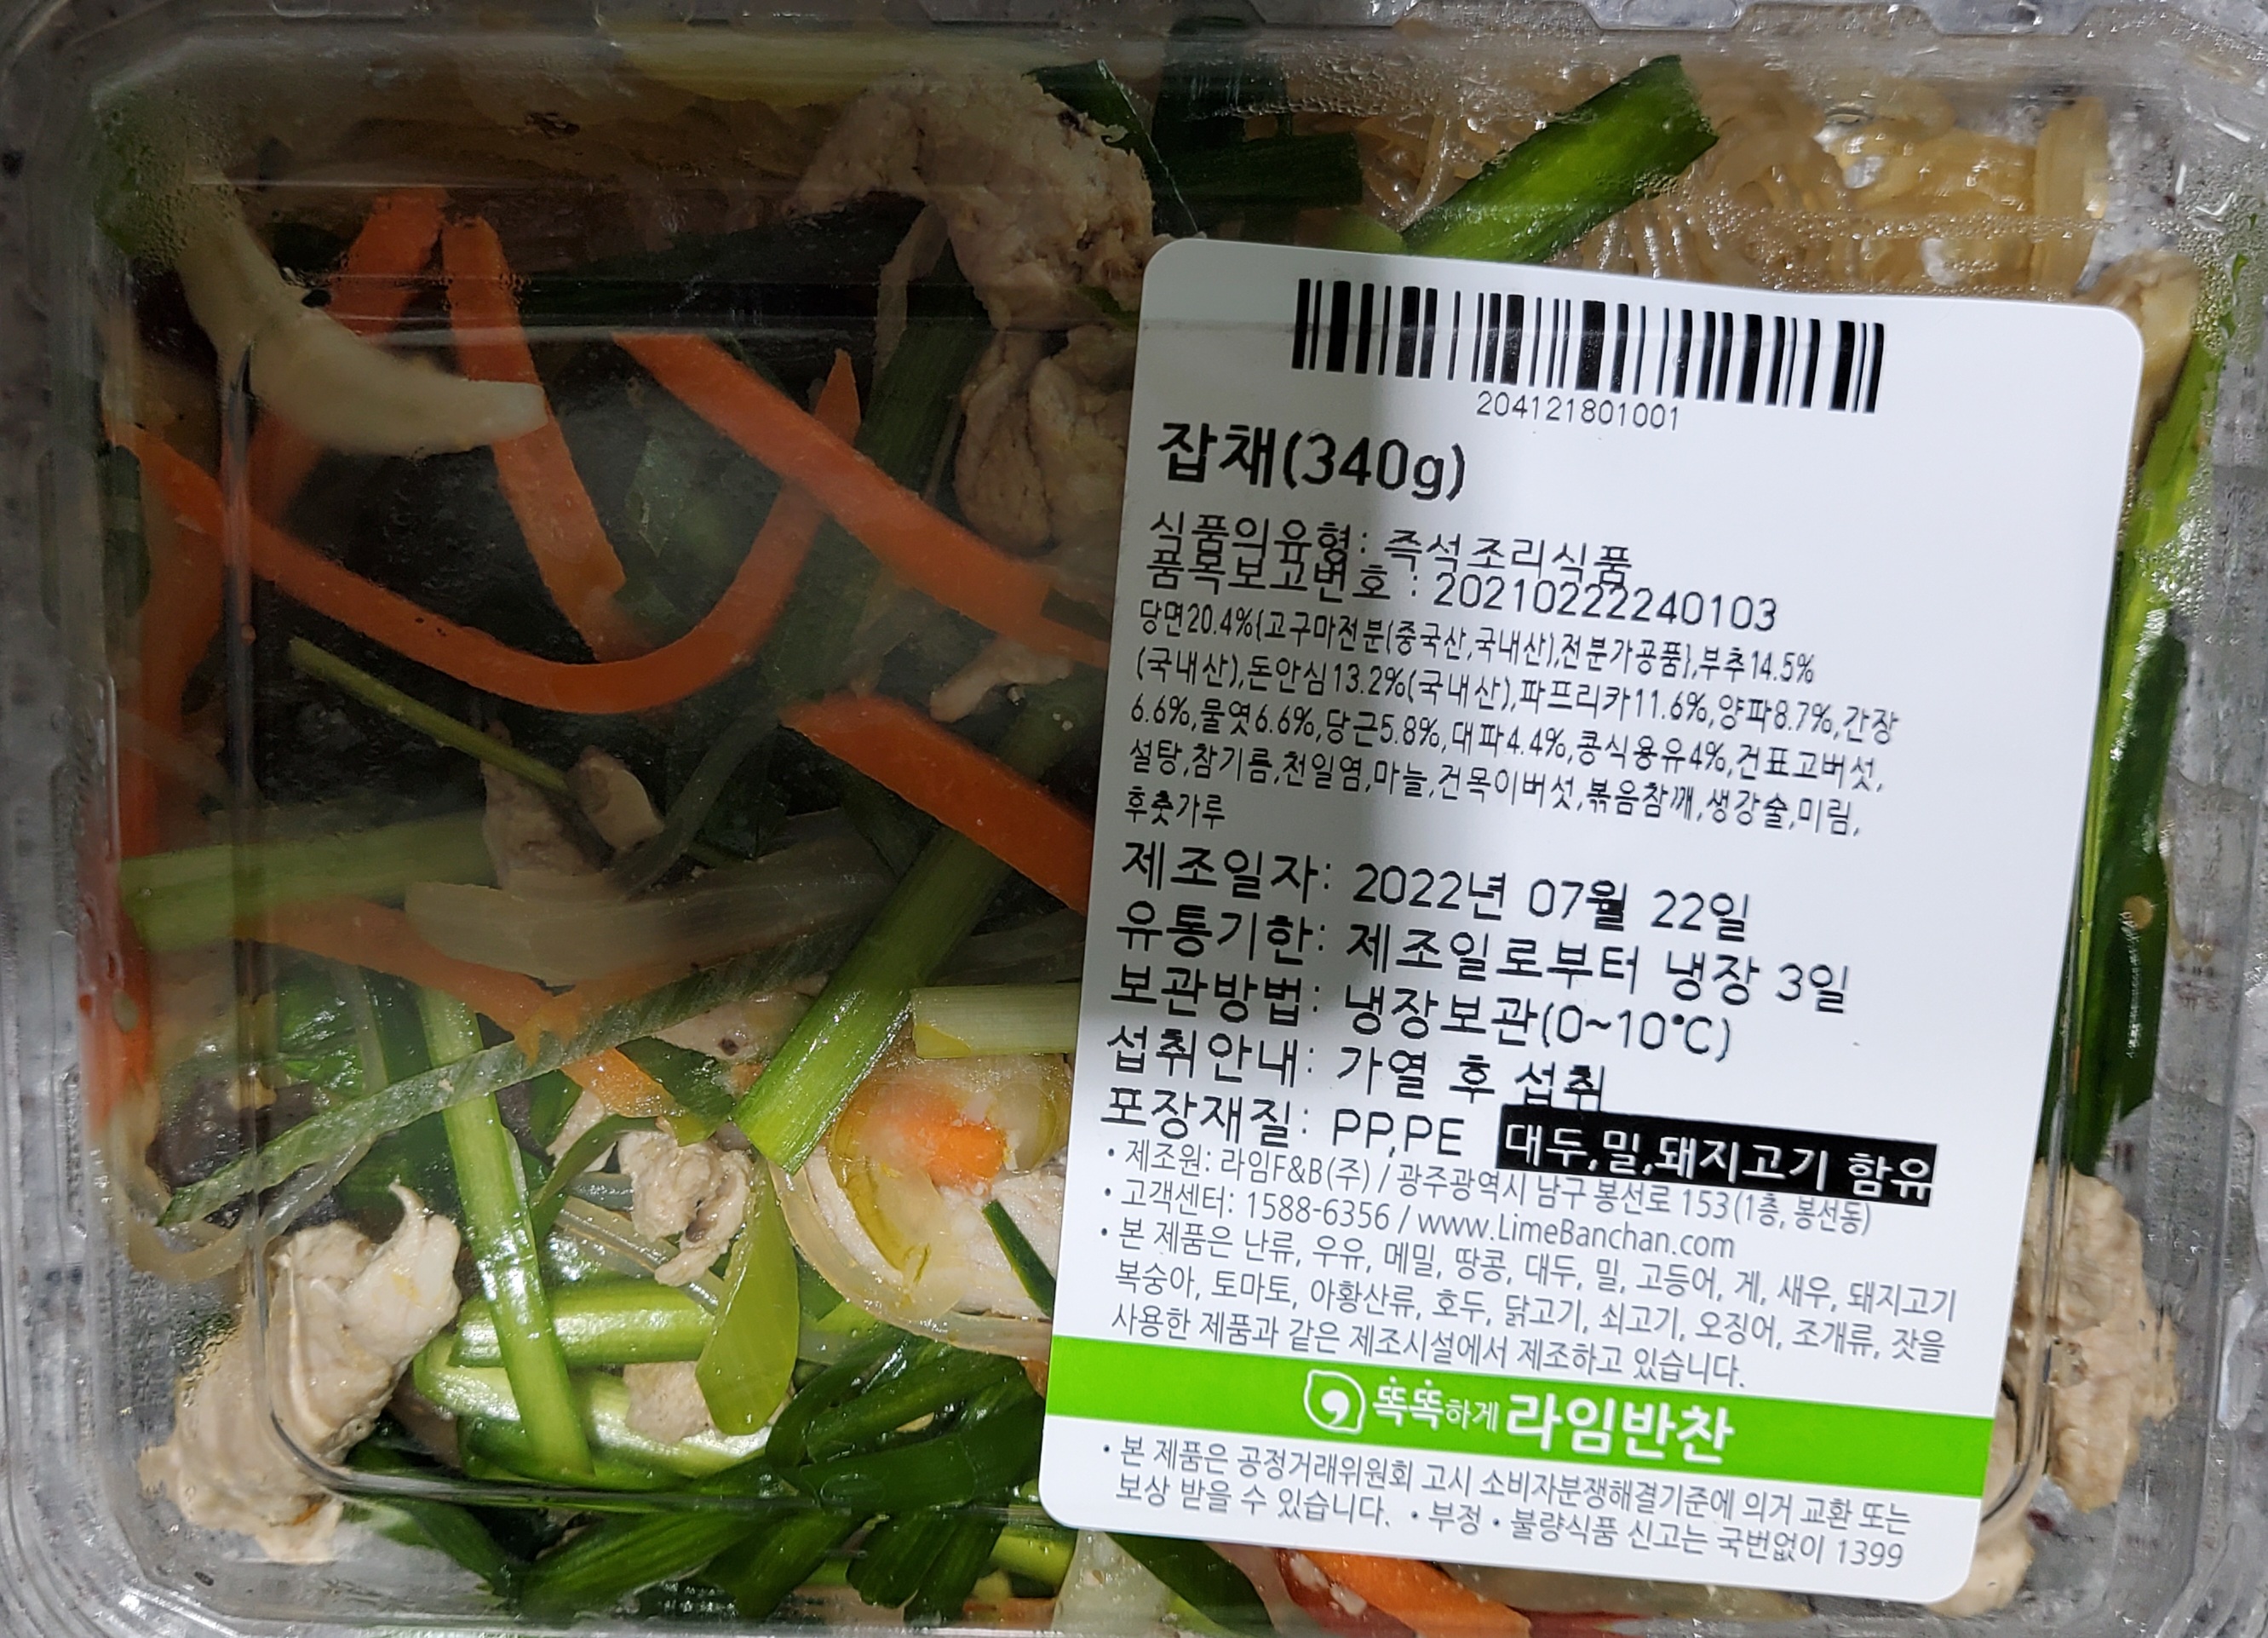 204121801001
잡채(340g)
식품의유형: 즉석조리식품
품목보고번호 : 20210222240103
당면20.4%{고구마전분(중국산,국내산),전분가공품},부추14.5%
(국내산),돈안심13.2%(국내산),파프리카11.6%,양파8.7%,간장
6.6%,물엿6.6%,당근5.8%,대파4.4%,콩식용유4%,건표고버섯,
설탕,참기름,천일염,마늘,건목이버섯,볶음참깨,생강술,미림,
후춧가루
제조일자: 2022년 07월 22일
유통기한: 제조일로부터 냉장 3일
보관방법: 냉장보관(0~10℃)
섭취안내: 가열 후 섭취
포장재질: PP,PE 대두,밀,돼지고기 함유
• 제조원: 라임F&B(주) / 광주광역시 남구 봉선로 153(1층, 봉선동)
• 고객센터: 1588-6356 / www.LimeBanchan.com
• 본 제품은 난류, 우유, 메밀, 땅콩, 대두, 밀, 고등어, 게, 새우, 돼지고기
복숭아, 토마토, 아황산류, 호두, 닭고기, 쇠고기, 오징어, 조개류, 잣을
사용한 제품과 같은 제조시설에서 제조하고 있습니다.
똑똑하게 라임반찬
• 본 제품은 공정거래위원회 고시 소비자분쟁해결기준에 의거 교환 또는
보상 받을 수 있습니다. • 부정 • 불량식품 신고는 국번없이 1399